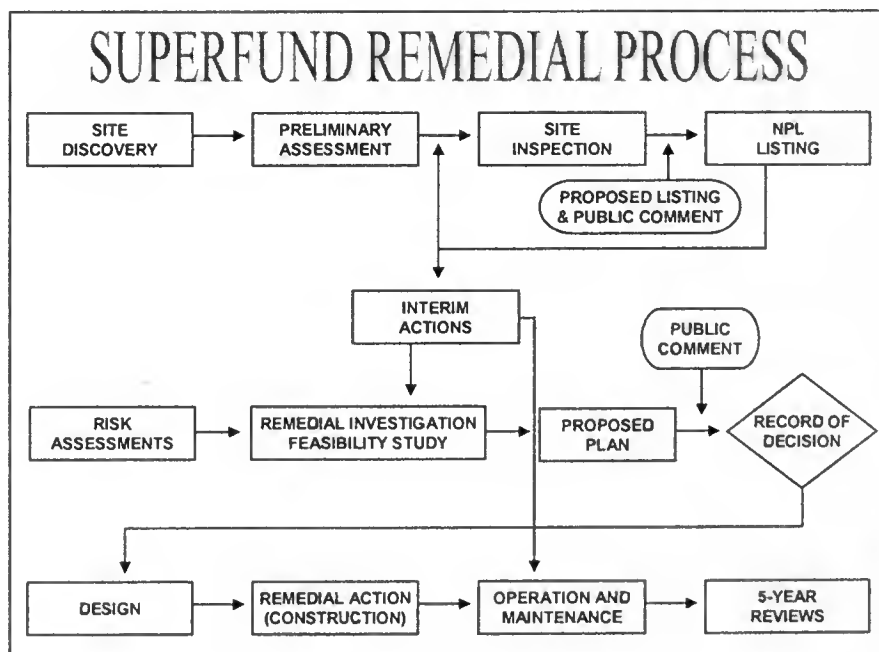 SUPERFUND REMEDIAL PROCESS
SITE
DISCOVERY
PRELIMINARY
ASSESSMENT
SITE
INSPECTION
NPL
LISTING
PROPOSED LISTING
& PUBLIC COMMENT
INTERIM
ACTIONS
PUBLIC
COMMENT
RISK
ASSESSMENTS
REMEDIAL INVESTIGATION
FEASIBILITY STUDY
PROPOSED
PLAN
RECORD OF
DECISION
DESIGN
REMEDIAL ACTION
(CONSTRUCTION)
OPERATION AND
MAINTENANCE
5-YEAR
REVIEWS